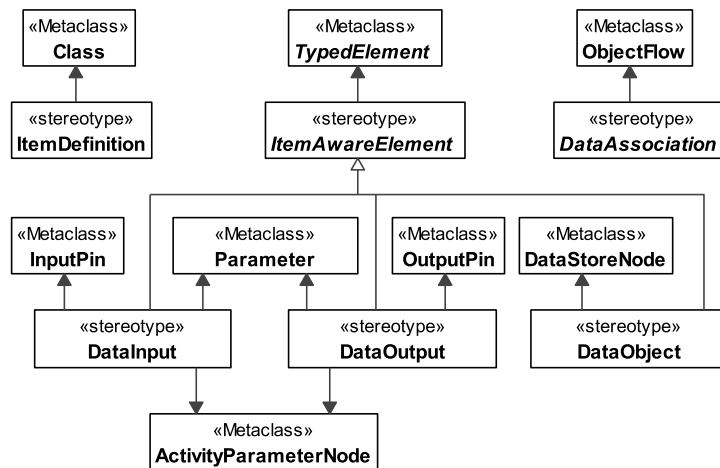 «Metaclass»
Class
«Metaclass»
TypedElement
«Metaclass»
ObjectFlow
«stereotype»
ItemDefinition
«stereotype»
ItemAwareElement
«stereotype»
DataAssociation
«Metaclass»
InputPin
«Metaclass»
Parameter
«Metaclass»
OutputPin
«Metaclass»
DataStoreNode
«stereotype»
DataInput
«stereotype»
DataOutput
«stereotype»
DataObject
«Metaclass»
ActivityParameterNode